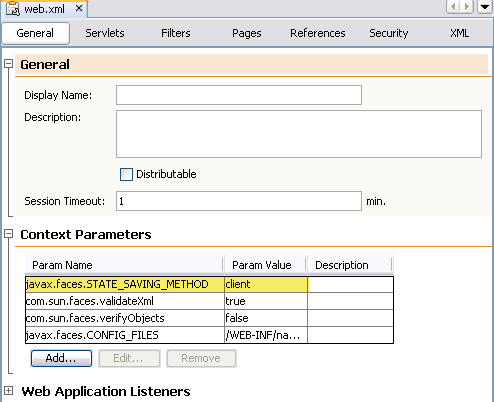 web.xml
General Servlets Filters Pages References Security XML
General
Display Name:
Description:
Distributable
Session Timeout: 1 min.
Context Parameters
Param Name Param Value Description
javax.faces.STATE_SAVING_METHOD client
com.sun.faces.validateXml true
com.sun.faces.verifyObjects false
javax.faces.CONFIG_FILES /WEB-INF/na...
Add... Edit... Remove
Web Application Listeners